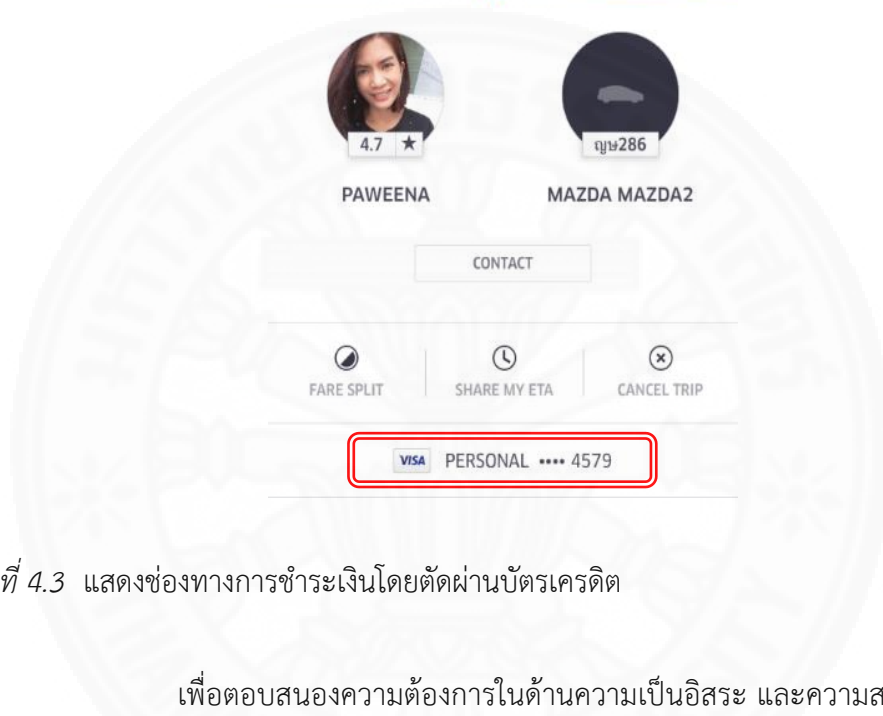 4.7 ★ ญษ286
PAWEENA MAZDA MAZDA2
CONTACT
FARE SPLIT SHARE MY ETA CANCEL TRIP
VISA PERSONAL •••• 4579
ที่ 4.3 แสดงช่องทางการชำระเงินโดยตัดผ่านบัตรเครดิต
เพื่อตอบสนองความต้องการในด้านความเป็นอิสระ และความส